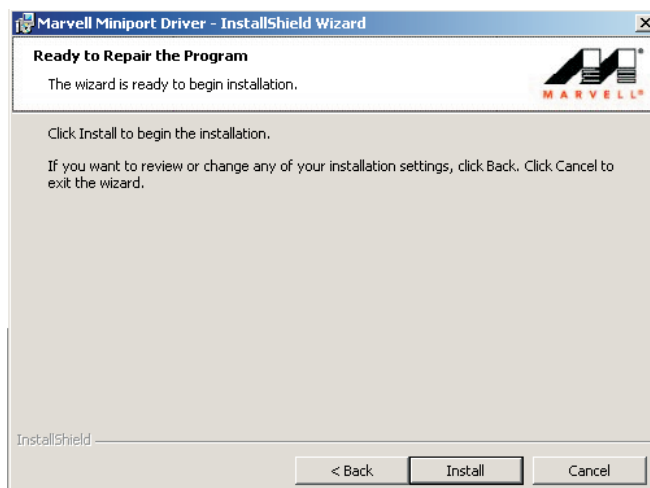 Marvell Miniport Driver - InstallShield Wizard
Ready to Repair the Program
The wizard is ready to begin installation.
MARVELL®
Click Install to begin the installation.
If you want to review or change any of your installation settings, click Back. Click Cancel to
exit the wizard.
InstallShield
< Back
Install
Cancel